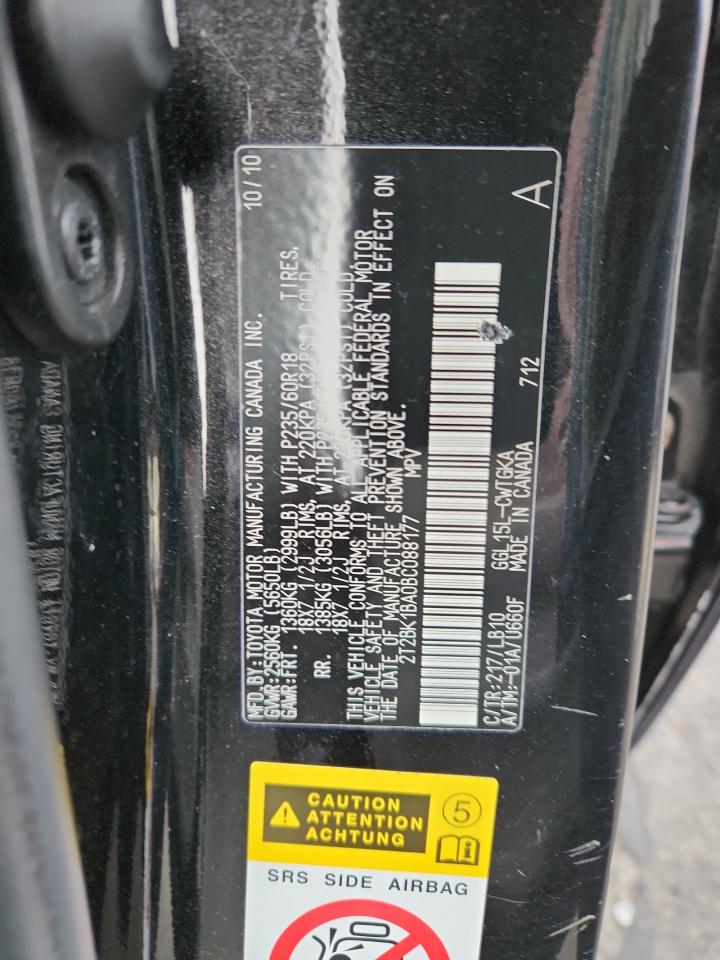 MFD.BY:TOYOTA MOTOR MANUFACTURING CANADA INC. 10/10
GVWR:2560KG (5650LB)
GAWR:FRT. 1360KG (2999LB) WITH P235/60R18 TIRES,
18X7 1/2J RIMS, AT 220KPA (32PSI) COLD
RR. 1385KG (3056LB) WITH
18X7 1/2J RIMS, AT 220KPA (32PSI) COLD
THIS VEHICLE CONFORMS TO ALL APPLICABLE FEDERAL MOTOR
VEHICLE SAFETY AND THEFT PREVENTION STANDARDS IN EFFECT ON
THE DATE OF MANUFACTURE SHOWN ABOVE.
2T2BK1BA0BC088177 MPV
C/TR:217/LB10 GGL15L-CWTGKA 712 A
A/TM:-01A/U660F MADE IN CANADA
CAUTION
ATTENTION
ACHTUNG
5
SRS SIDE AIRBAG